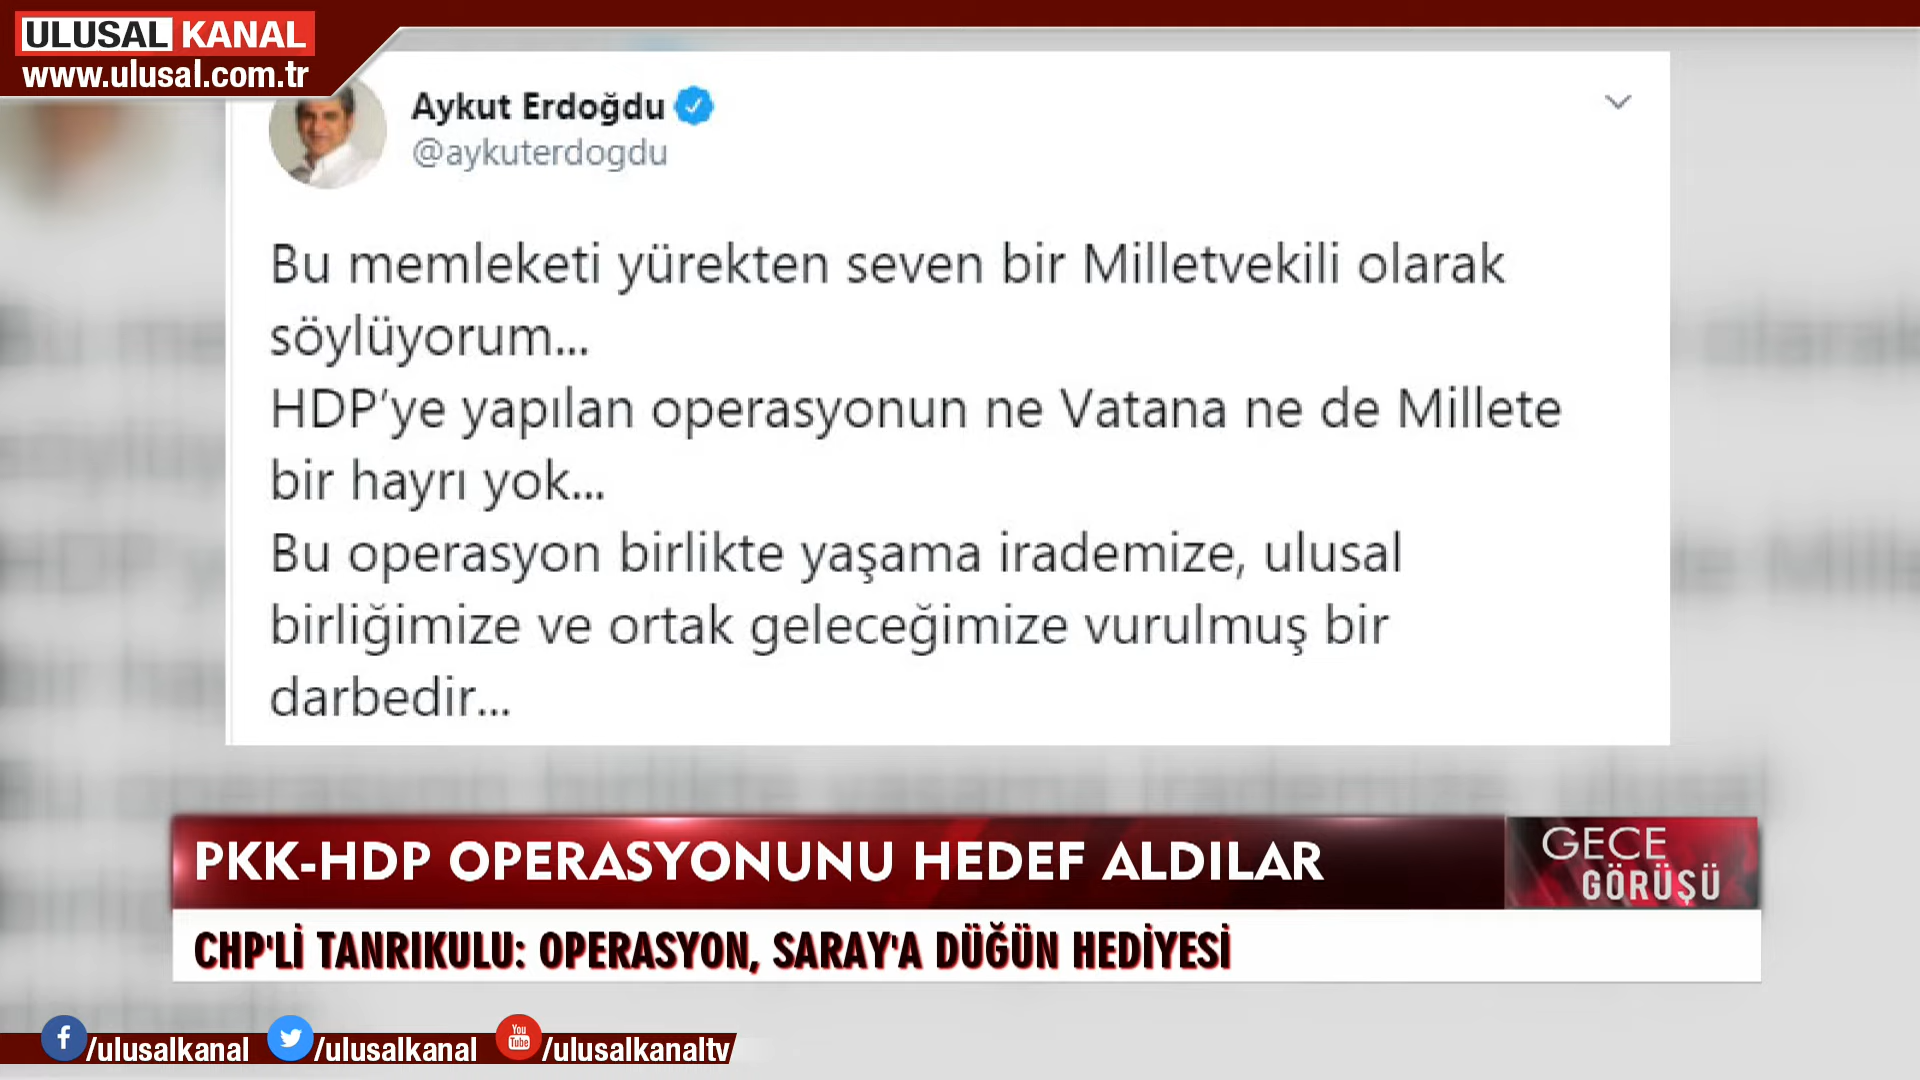 ULUSAL KANAL
www.ulusal.com.tr
Aykut Erdoğdu
@aykuterdogdu
Bu memleketi yürekten seven bir Milletvekili olarak
söylüyorum...
HDP’ye yapılan operasyonun ne Vatana ne de Millete
bir hayrı yok...
Bu operasyon birlikte yaşama irademize, ulusal
birliğimize ve ortak geleceğimize vurulmuş bir
darbedir...
PKK-HDP OPERASYONUNU HEDEF ALDILAR
GECE
GÖRÜŞÜ
CHP'Lİ TANRIKULU: OPERASYON, SARAY'A DÜĞÜN HEDİYESİ
/ulusalkanal /ulusalkanal You Tube /ulusalkanaltv